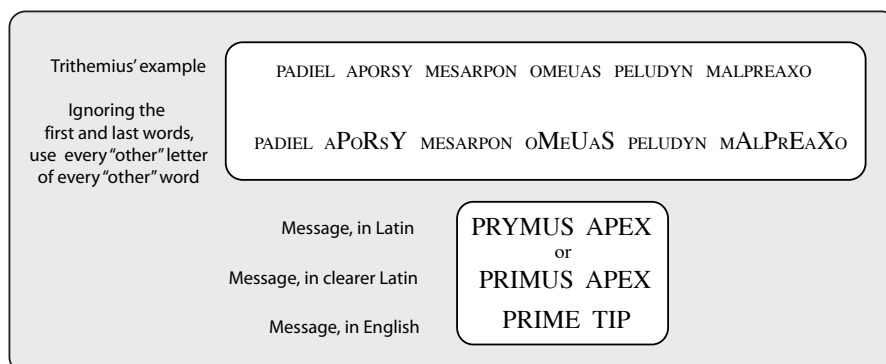 Trithemius’ example
PADIEL APORSY MESARPON OMEUAS PELUDYN MALPREAXO
Ignoring the
first and last words,
use every “other” letter
of every “other” word
PADIEL APORSY MESARPON OMEUAS PELUDYN MALPREAXO
Message, in Latin
PRYMUS APEX
or
Message, in clearer Latin
PRIMUS APEX
Message, in English
PRIME TIP